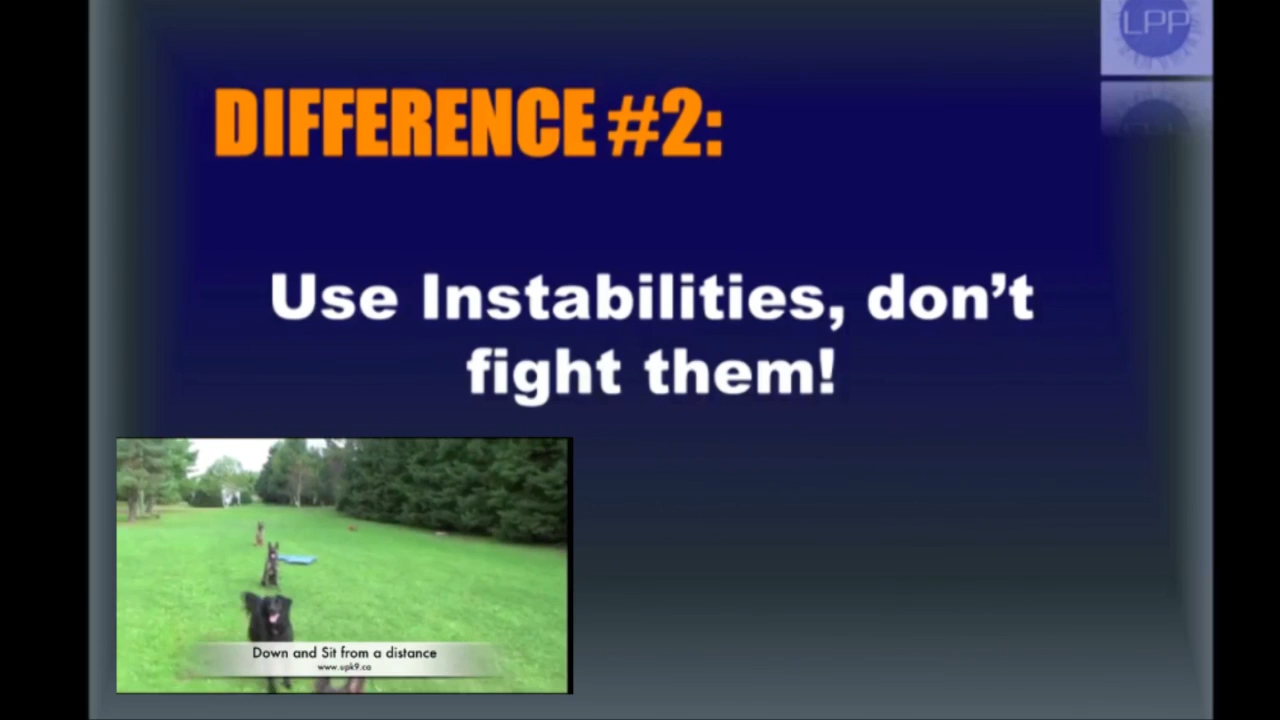 LPP
DIFFERENCE #2:
Use Instabilities, don't
fight them!
Down and Sit from a distance
www.upk9.ca